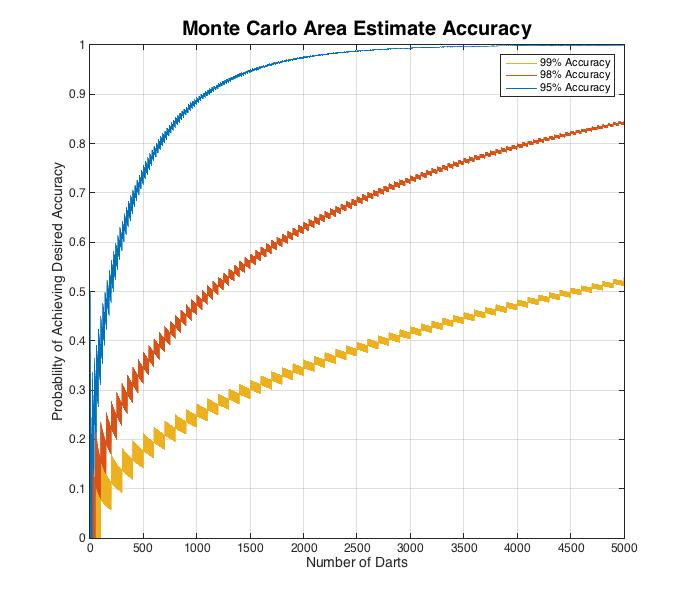 Monte Carlo Area Estimate Accuracy
99% Accuracy
98% Accuracy
95% Accuracy
Probability of Achieving Desired Accuracy
1
0.9
0.8
0.7
0.6
0.5
0.4
0.3
0.2
0.1
0
0 500 1000 1500 2000 2500 3000 3500 4000 4500 5000
Number of Darts